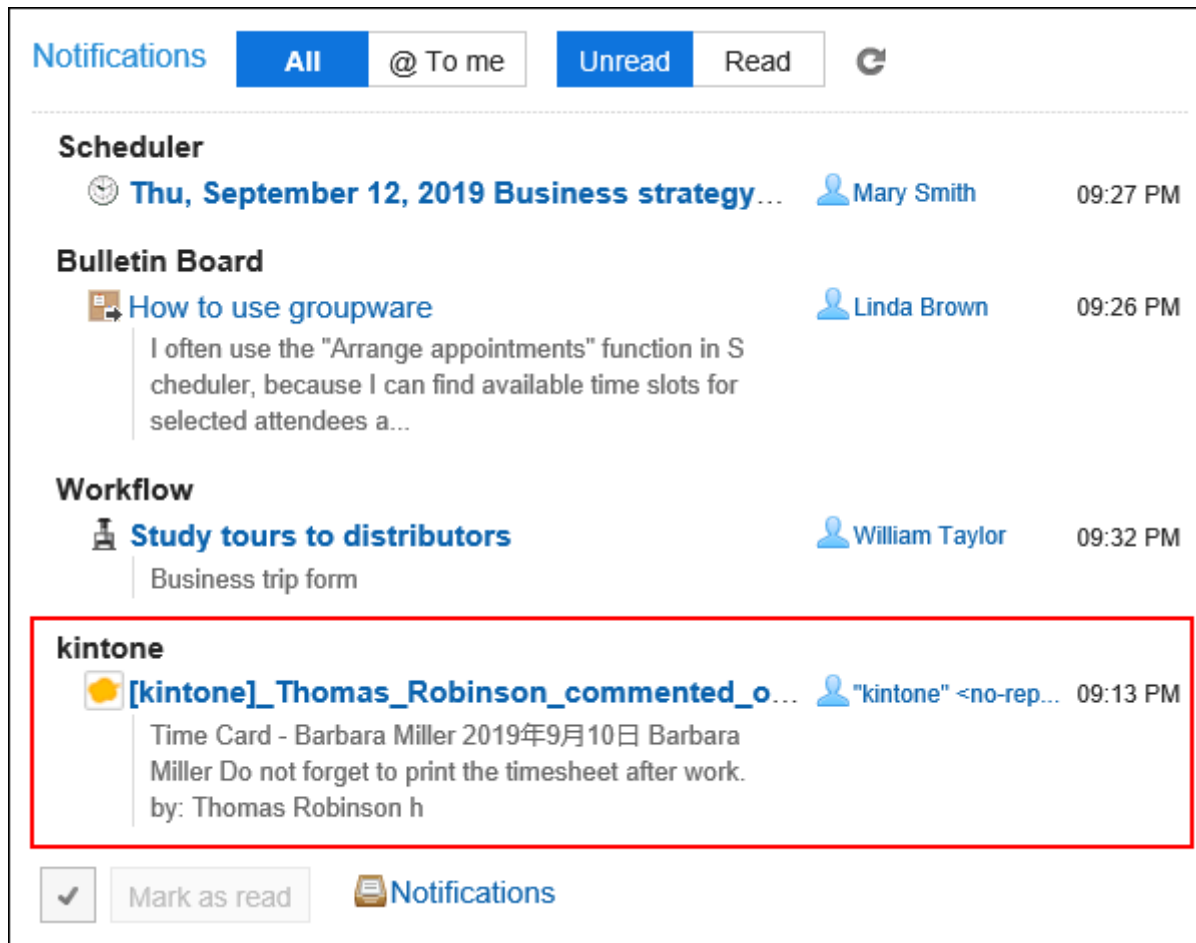 Notifications All @ To me Unread Read
Scheduler
Thu, September 12, 2019 Business strategy... Mary Smith 09:27 PM
Bulletin Board
How to use groupware Linda Brown 09:26 PM
I often use the "Arrange appointments" function in S
cheduler, because I can find available time slots for
selected attendees a...
Workflow
Study tours to distributors William Taylor 09:32 PM
Business trip form
kintone
[kintone]_Thomas_Robinson_commented_o... "kintone" <no-rep... 09:13 PM
Time Card - Barbara Miller 2019年9月10日 Barbara
Miller Do not forget to print the timesheet after work.
by: Thomas Robinson h
Mark as read Notifications